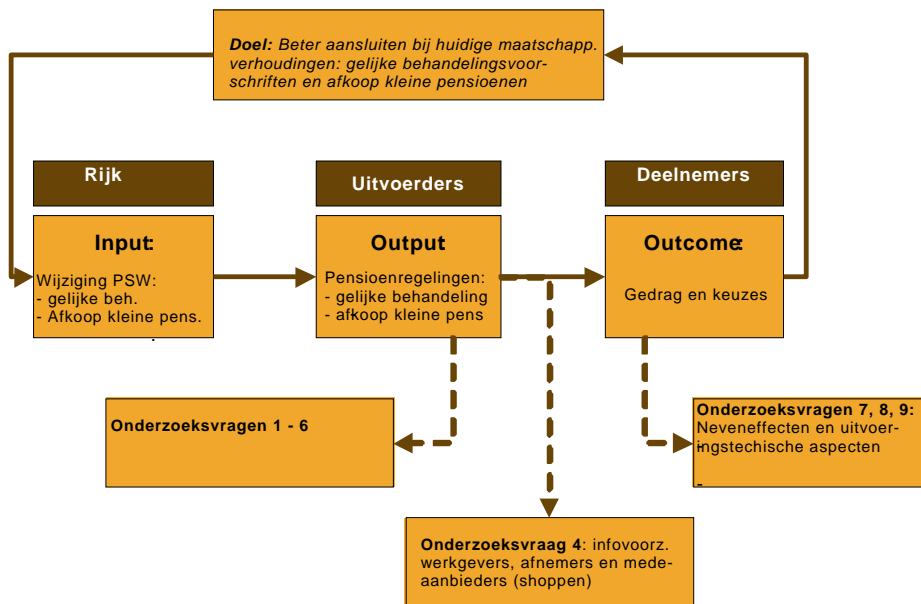 Doel: Beter aansluiten bij huidige maatschapp.
verhoudingen: gelijke behandelingsvoor-
schriften en afkoop kleine pensioenen
Rijk
Uitvoerders
Deelnemers
Input:
Wijziging PSW:
- gelijke beh.
- Afkoop kleine pens.
Output
Pensioenregelingen:
- gelijke behandeling
- afkoop kleine pens
Outcome:
Gedrag en keuzes
Onderzoeksvragen 1 - 6
Onderzoeksvragen 7, 8, 9:
Neveneffecten en uitvoer-
ingstechische aspecten
-
Onderzoeksvraag 4: infovoorz.
werkgevers, afnemers en mede-
aanbieders (shoppen)